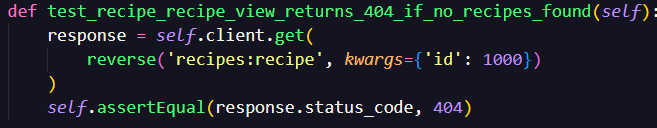 def test_recipe_recipe_view_returns_404_if_no_recipes_found(self):
    response = self.client.get(
        reverse('recipes:recipe', kwargs={'id': 1000})
    )
    self.assertEqual(response.status_code, 404)